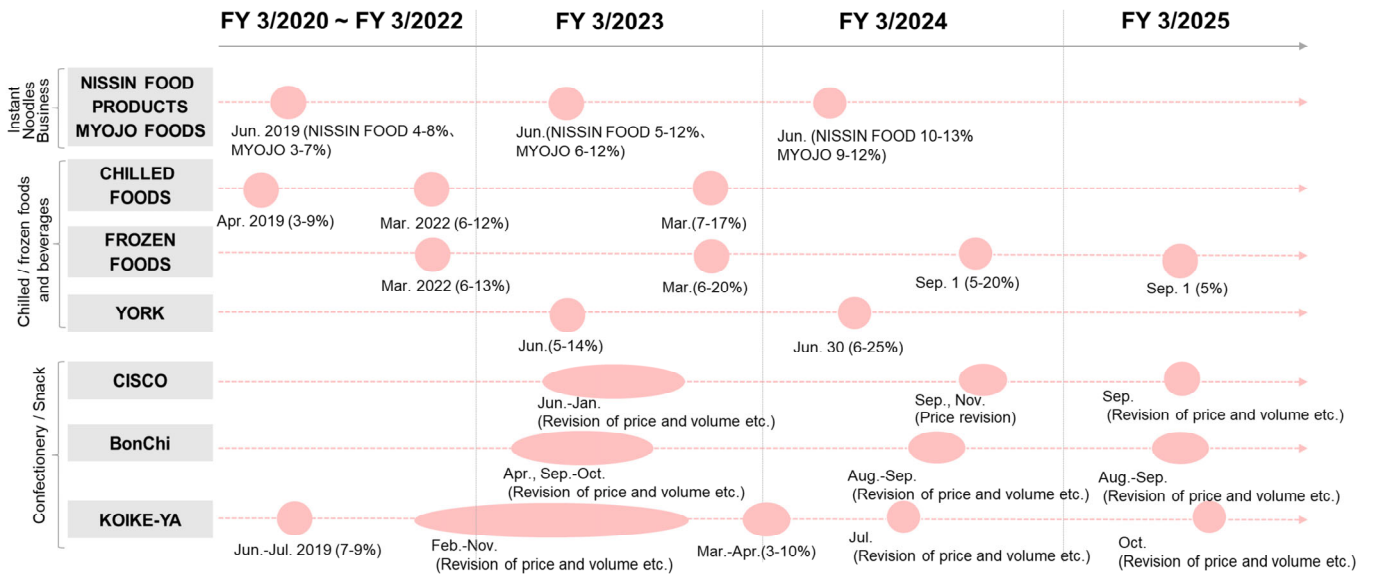 FY 3/2020 ~ FY 3/2022
FY 3/2023
FY 3/2024
FY 3/2025
Instant
Noodles
Business
NISSIN FOOD
PRODUCTS
MYOJO FOODS
Jun. 2019 (NISSIN FOOD 4-8%、
MYOJO 3-7%)
Jun.(NISSIN FOOD 5-12%、
MYOJO 6-12%)
Jun. (NISSIN FOOD 10-13%
MYOJO 9-12%)
Chilled / frozen foods
and beverages
CHILLED
FOODS
Apr. 2019 (3-9%)
Mar. 2022 (6-12%)
Mar.(7-17%)
FROZEN
FOODS
Mar. 2022 (6-13%)
Mar.(6-20%)
Sep. 1 (5-20%)
Sep. 1 (5%)
YORK
Jun.(5-14%)
Jun. 30 (6-25%)
Confectionery / Snack
CISCO
Jun.-Jan.
(Revision of price and volume etc.)
Sep., Nov.
(Price revision)
Sep.
(Revision of price and volume etc.)
BonChi
Apr., Sep.-Oct.
(Revision of price and volume etc.)
Aug.-Sep.
(Revision of price and volume etc.)
Aug.-Sep.
(Revision of price and volume etc.)
KOIKE-YA
Jun.-Jul. 2019 (7-9%)
Feb.-Nov.
(Revision of price and volume etc.)
Mar.-Apr.(3-10%)
Jul.
(Revision of price and volume etc.)
Oct.
(Revision of price and volume etc.)